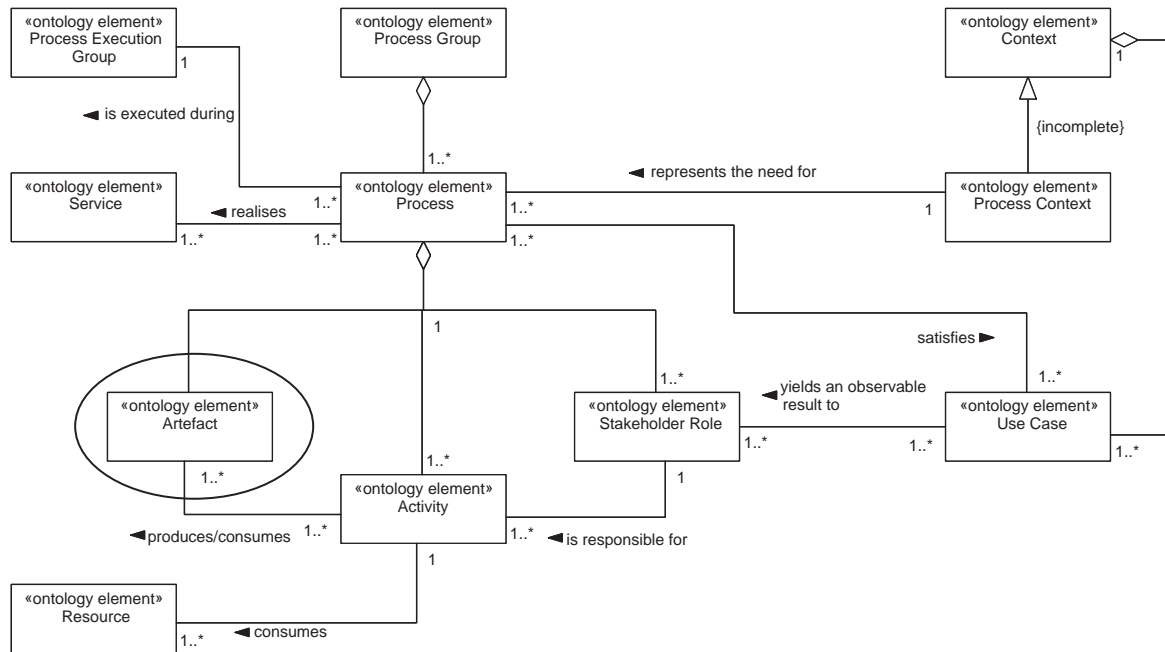 «ontology element»
Process Execution
Group
«ontology element»
Process Group
«ontology element»
Context
1
1
is executed during
{incomplete}
1..*
represents the need for
«ontology element»
Service
realises
1..*
1..*
1..*
«ontology element»
Process
1..*
1..*
1
«ontology element»
Process Context
1
satisfies
1..*
1..*
yields an observable
result to
«ontology element»
Artefact
«ontology element»
Stakeholder Role
«ontology element»
Use Case
1..*
1..*
1..*
1..*
1..*
1
«ontology element»
Activity
produces/consumes
1..*
1..*
is responsible for
1
«ontology element»
Resource
1..*
consumes